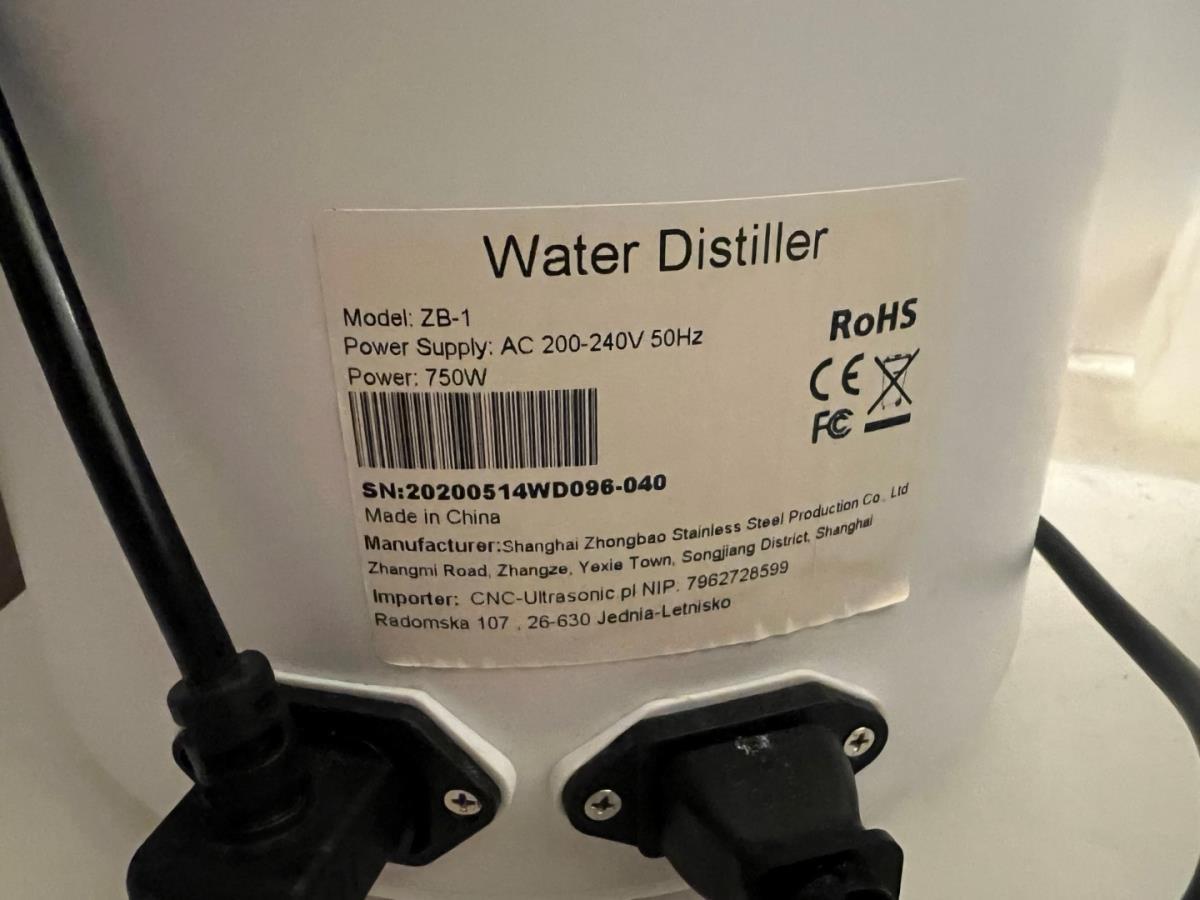 Water Distiller
Model: ZB-1
Power Supply: AC 200-240V 50Hz
Power: 750W
RoHS
CE
FC
SN:20200514WD096-040
Made in China
Manufacturer:Shanghai Zhongbao Stainless Steel Production Co., Ltd
Zhangmi Road, Zhangze, Yexie Town, Songjiang District, Shanghai
Importer: CNC-Ultrasonic.pl NIP: 7962728599
Radomska 107 , 26-630 Jednia-Letnisko